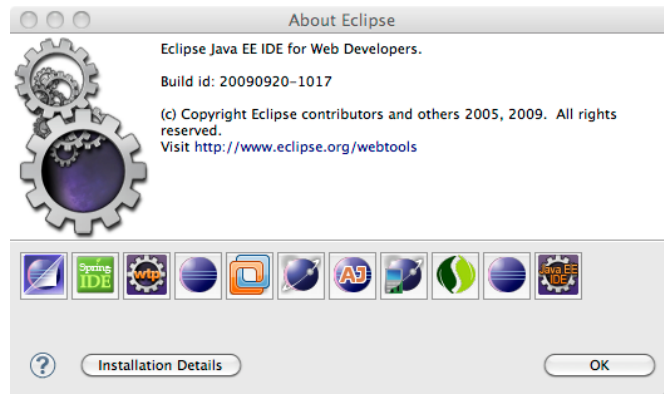 About Eclipse
Eclipse Java EE IDE for Web Developers.
Build id: 20090920-1017
(c) Copyright Eclipse contributors and others 2005, 2009.  All rights
reserved.
Visit http://www.eclipse.org/webtools
Spring
IDE
wtp
AJ
Java EE
IDE
?
Installation Details
OK